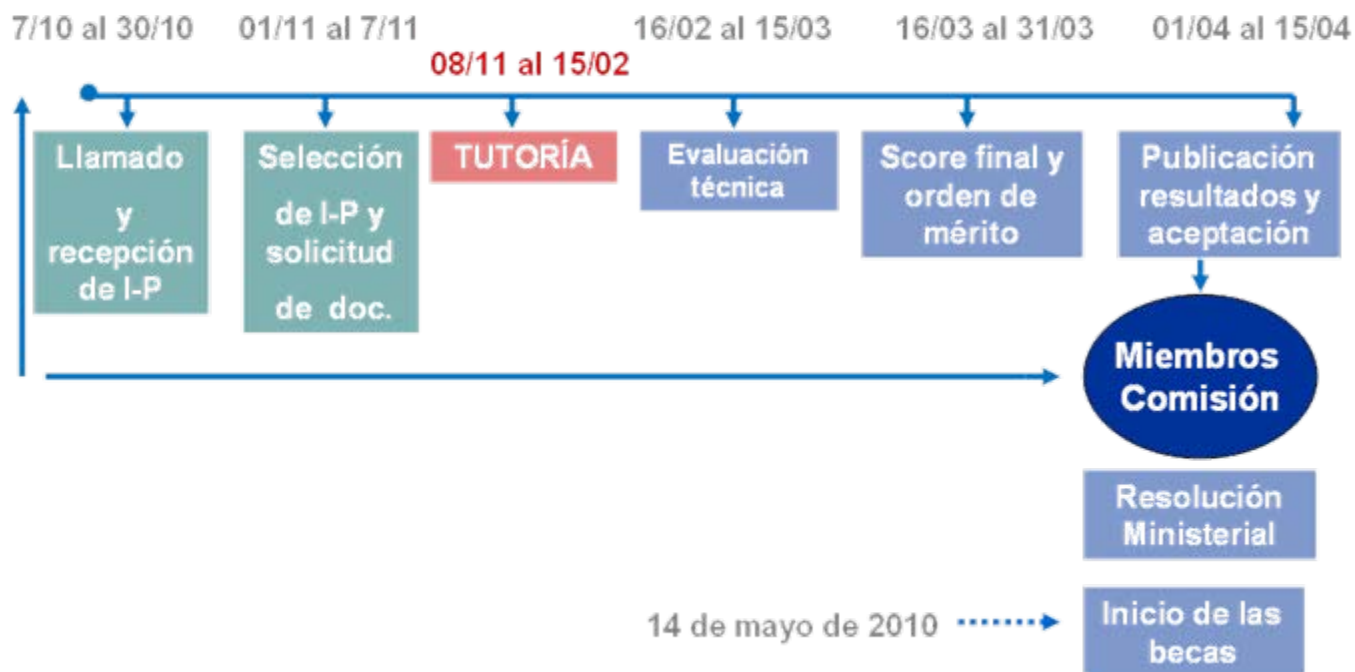 7/10 al 30/10
01/11 al 7/11
08/11 al 15/02
16/02 al 15/03
16/03 al 31/03
01/04 al 15/04
Llamado
y
recepción
de I-P
Selección
de I-P y
solicitud
de doc.
TUTORÍA
Evaluación
técnica
Score final y
orden de
mérito
Publicación
resultados y
aceptación
Miembros
Comisión
Resolución
Ministerial
14 de mayo de 2010
Inicio de las
becas